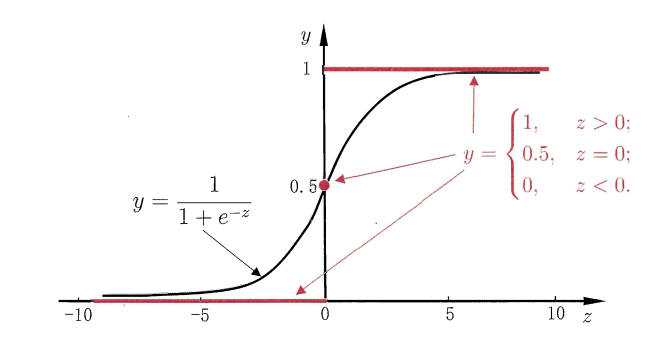 y
1
y = { 1, z > 0;
0.5, z = 0;
0, z < 0.
0.5
y = 1 / (1 + e^{-z})
-10 -5 0 5 10 z